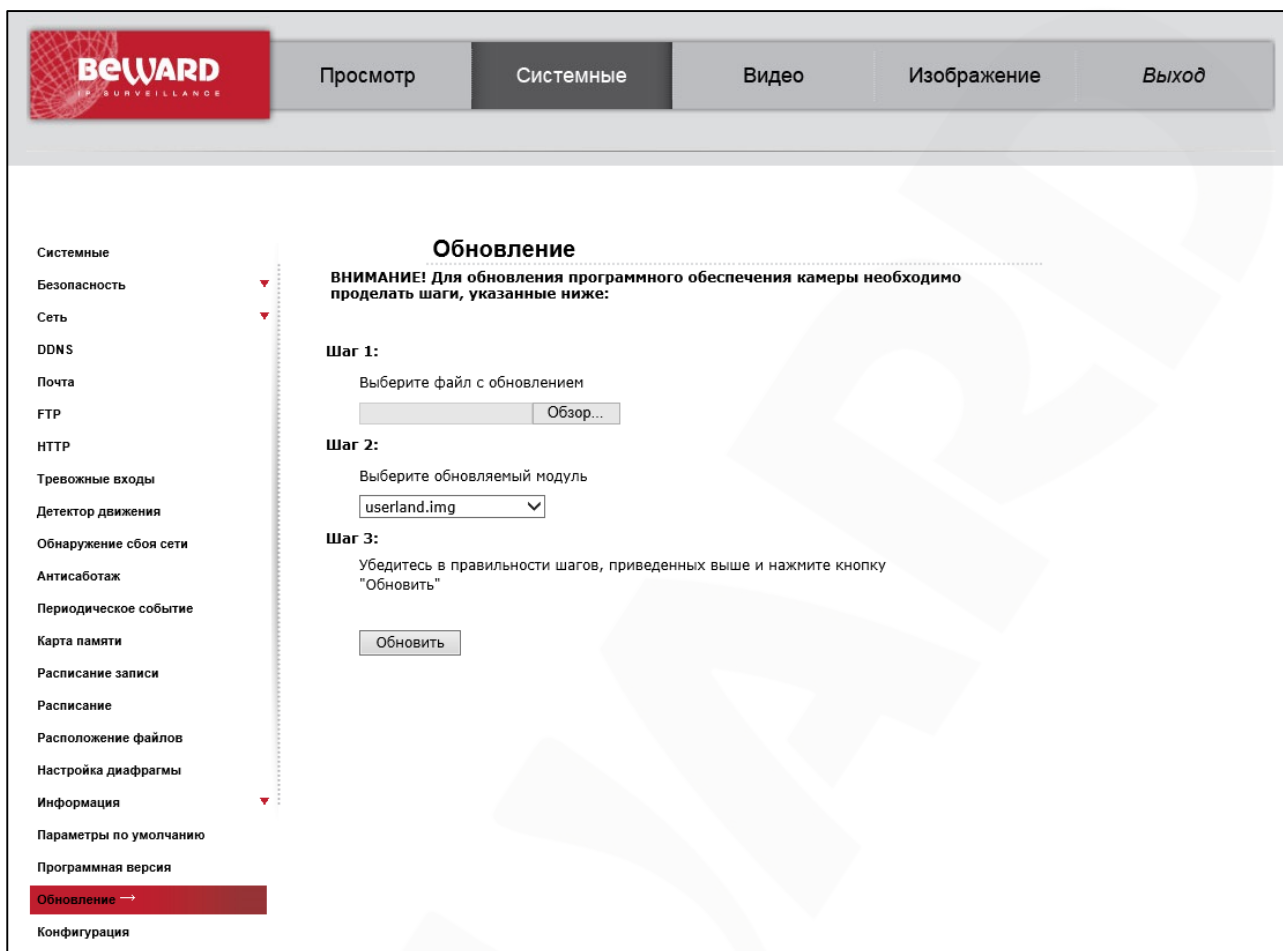 BEWARD
IP SURVEILLANCE
Просмотр
Системные
Видео
Изображение
Выход
Системные
Безопасность
Сеть
DDNS
Почта
FTP
HTTP
Тревожные входы
Детектор движения
Обнаружение сбоя сети
Антисаботаж
Периодическое событие
Карта памяти
Расписание записи
Расписание
Расположение файлов
Настройка диафрагмы
Информация
Параметры по умолчанию
Программная версия
Обновление →
Конфигурация
Обновление
ВНИМАНИЕ! Для обновления программного обеспечения камеры необходимо
проделать шаги, указанные ниже:
Шаг 1:
Выберите файл с обновлением
Обзор...
Шаг 2:
Выберите обновляемый модуль
userland.img
Шаг 3:
Убедитесь в правильности шагов, приведенных выше и нажмите кнопку
"Обновить"
Обновить
WARD